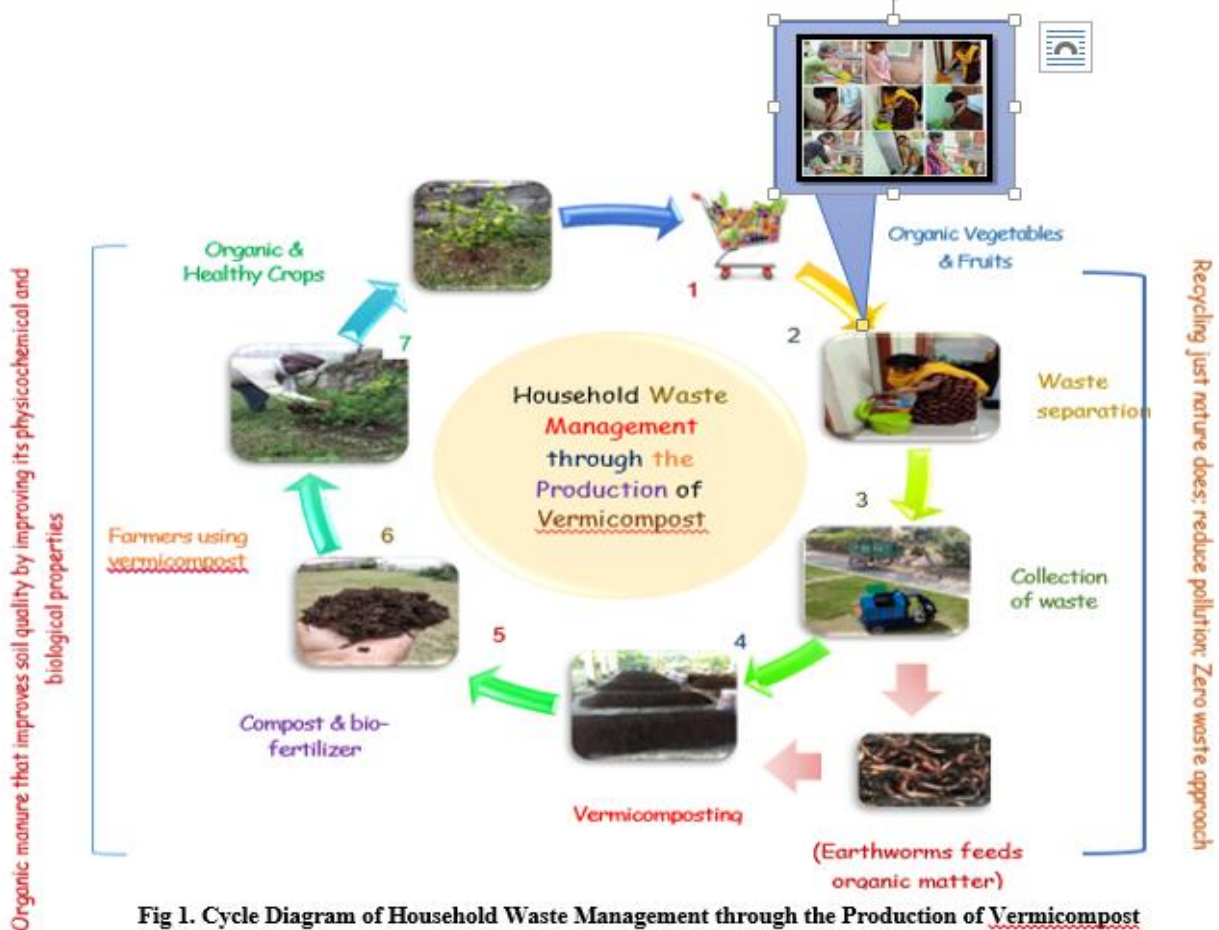 Organic Vegetables
& Fruits
1
2
Waste
separation
3
Collection
of waste
4
(Earthworms feeds
organic matter)
Vermicomposting
5
Compost & bio-
fertilizer
6
Farmers using
vermicompost
7
Organic &
Healthy Crops
Household Waste
Management
through the
Production of
Vermicompost
Organic manure that improves soil quality by improving its physicochemical and
biological properties
Recycling just nature does; reduce pollution; Zero waste approach
Fig 1. Cycle Diagram of Household Waste Management through the Production of Vermicompost